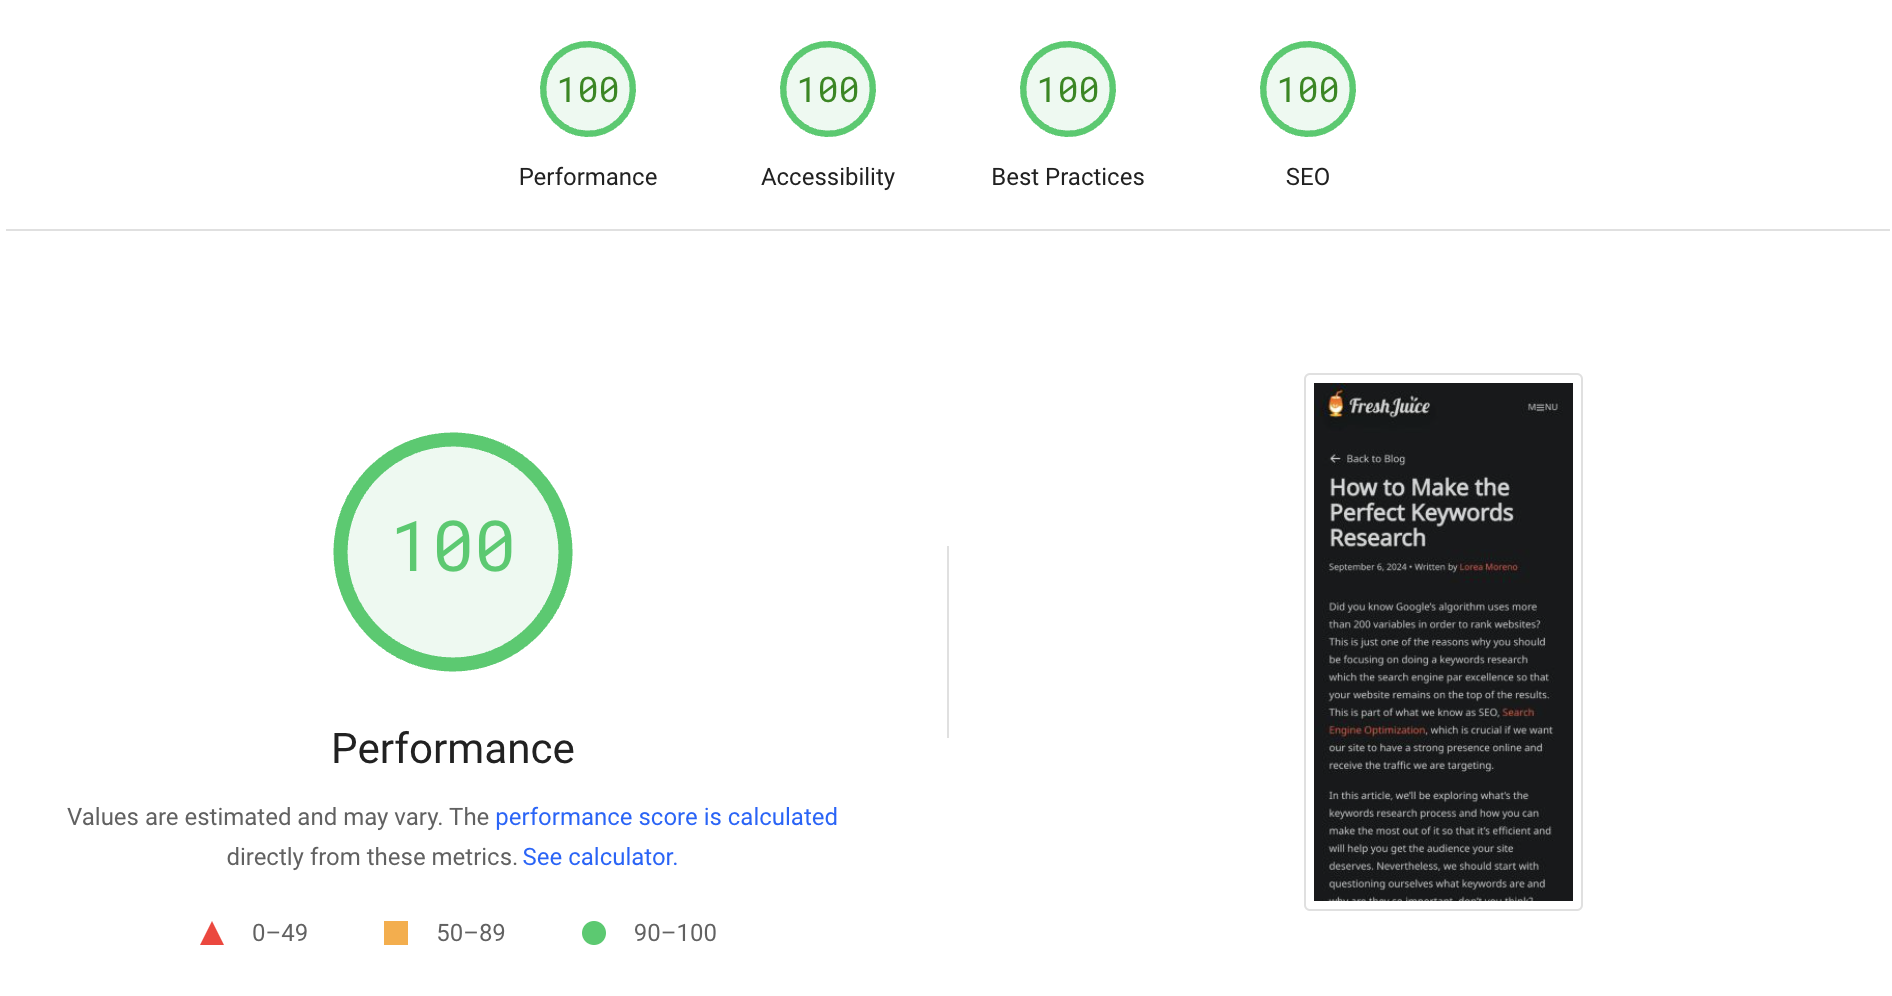 100
100
100
100
Performance
Accessibility
Best Practices
SEO
100
Performance
Values are estimated and may vary. The performance score is calculated
directly from these metrics. See calculator.
0–49
50–89
90–100
FreshJuice
M☰NU
← Back to Blog
How to Make the
Perfect Keywords
Research
September 6, 2024 • Written by Lorea Moreno
Did you know Google's algorithm uses more
than 200 variables in order to rank websites?
This is just one of the reasons why you should
be focusing on doing a keywords research
which the search engine par excellence so that
your website remains on the top of the results.
This is part of what we know as SEO, Search
Engine Optimization, which is crucial if we want
our site to have a strong presence online and
receive the traffic we are targeting.
In this article, we'll be exploring what's the
keywords research process and how you can
make the most out of it so that it's efficient and
will help you get the audience your site
deserves. Nevertheless, we should start with
questioning ourselves what keywords are and
why are they so important, don't you think?